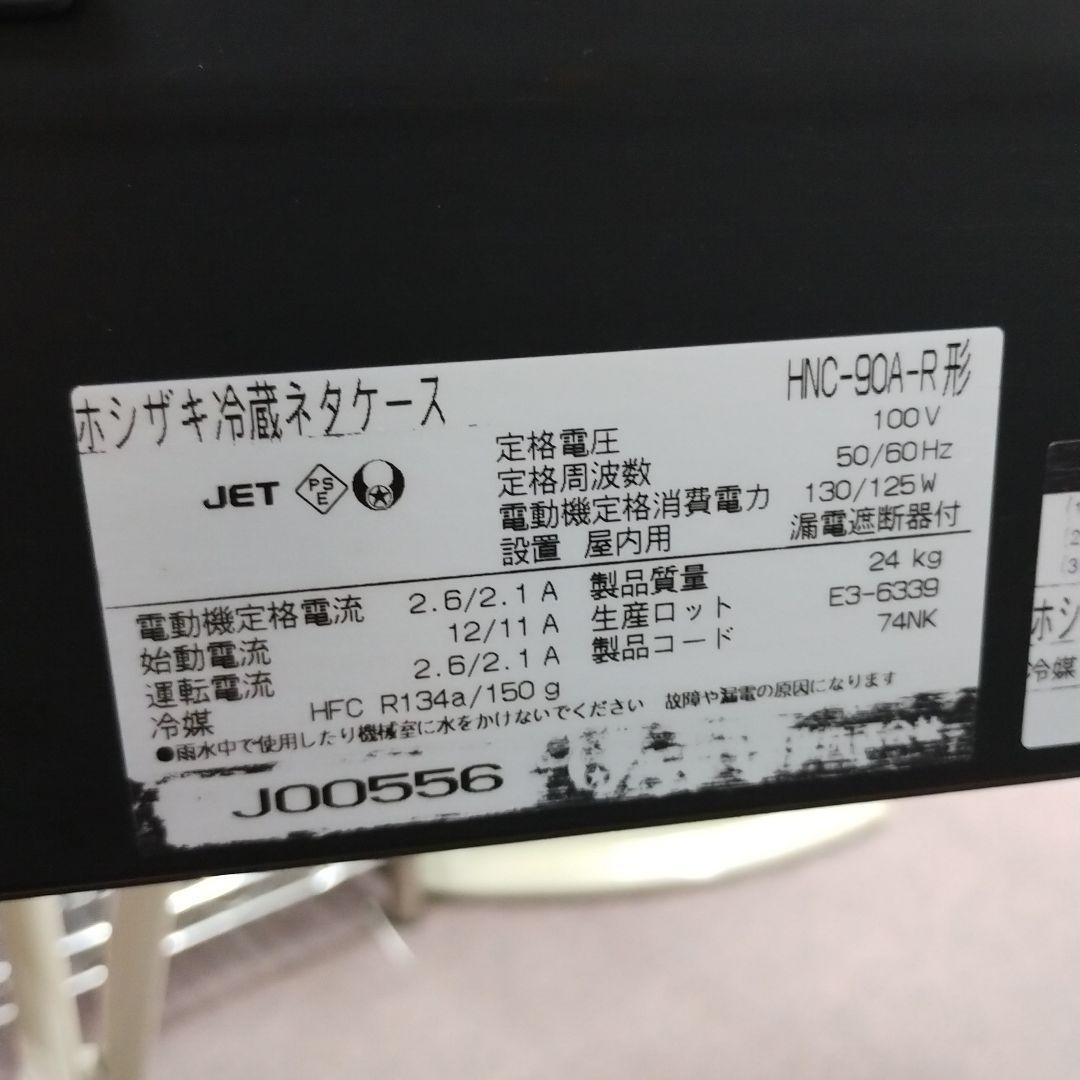 ホシザキ冷蔵ネタケース HNC-90A-R形
JET PSE
定格電圧 100V
定格周波数 50/60Hz
電動機定格消費電力 130/125W
設置 屋内用 漏電遮断器付
電動機定格電流 2.6/2.1A
始動電流 12/11A
運転電流 2.6/2.1A
冷媒 HFC R134a/150g
製品質量 24kg
生産ロット E3-6339
製品コード 74NK
●雨水中で使用したり機械室に水をかけないでください 故障や漏電の原因になります
J00556
1
2
3
ホシ
冷媒